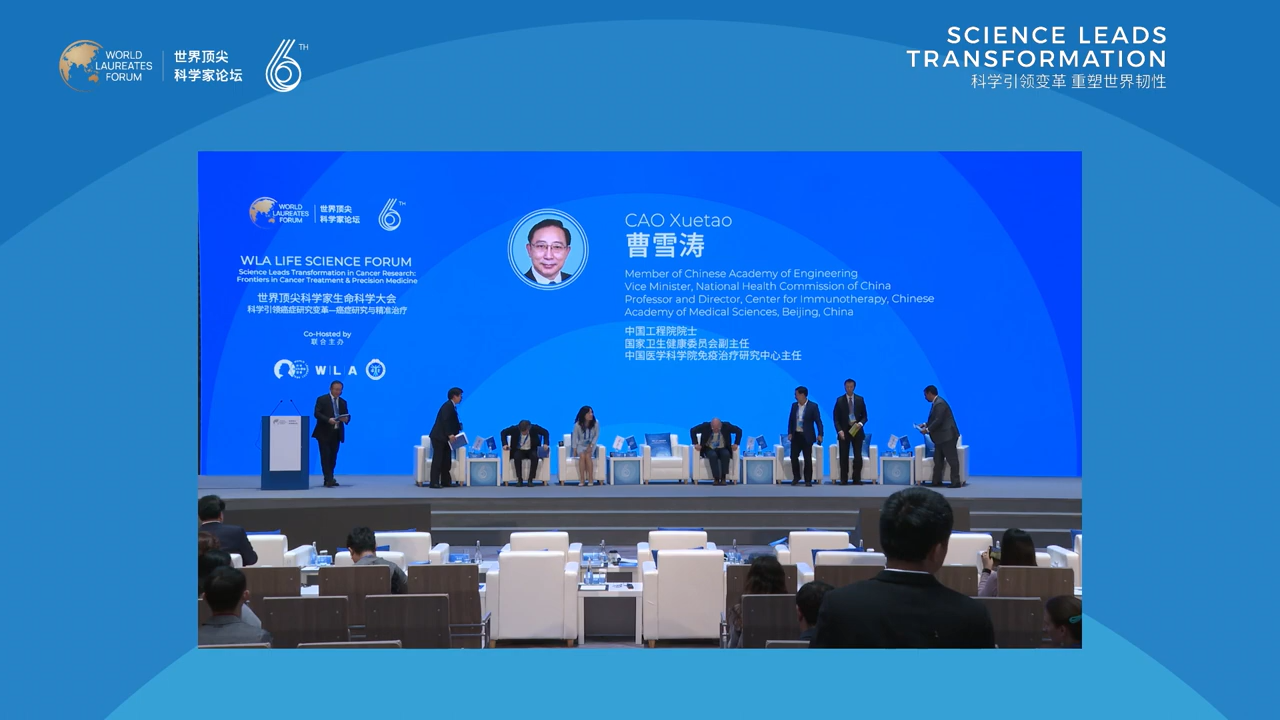 WORLD
LAUREATES
FORUM
世界顶尖
科学家论坛
6TH
SCIENCE LEADS
TRANSFORMATION
科学引领变革 重塑世界韧性
WORLD
LAUREATES
FORUM
世界顶尖
科学家论坛
6TH
WLA LIFE SCIENCE FORUM
Science Leads Transformation in Cancer Research:
Frontiers in Cancer Treatment & Precision Medicine
世界顶尖科学家生命科学大会
科学引领癌症研究变革—癌症研究与精准治疗
Co-Hosted by
联合主办
W L A
CAO Xuetao
曹雪涛
Member of Chinese Academy of Engineering
Vice Minister, National Health Commission of China
Professor and Director, Center for Immunotherapy, Chinese
Academy of Medical Sciences, Beijing, China
中国工程院院士
国家卫生健康委员会副主任
中国医学科学院免疫治疗研究中心主任